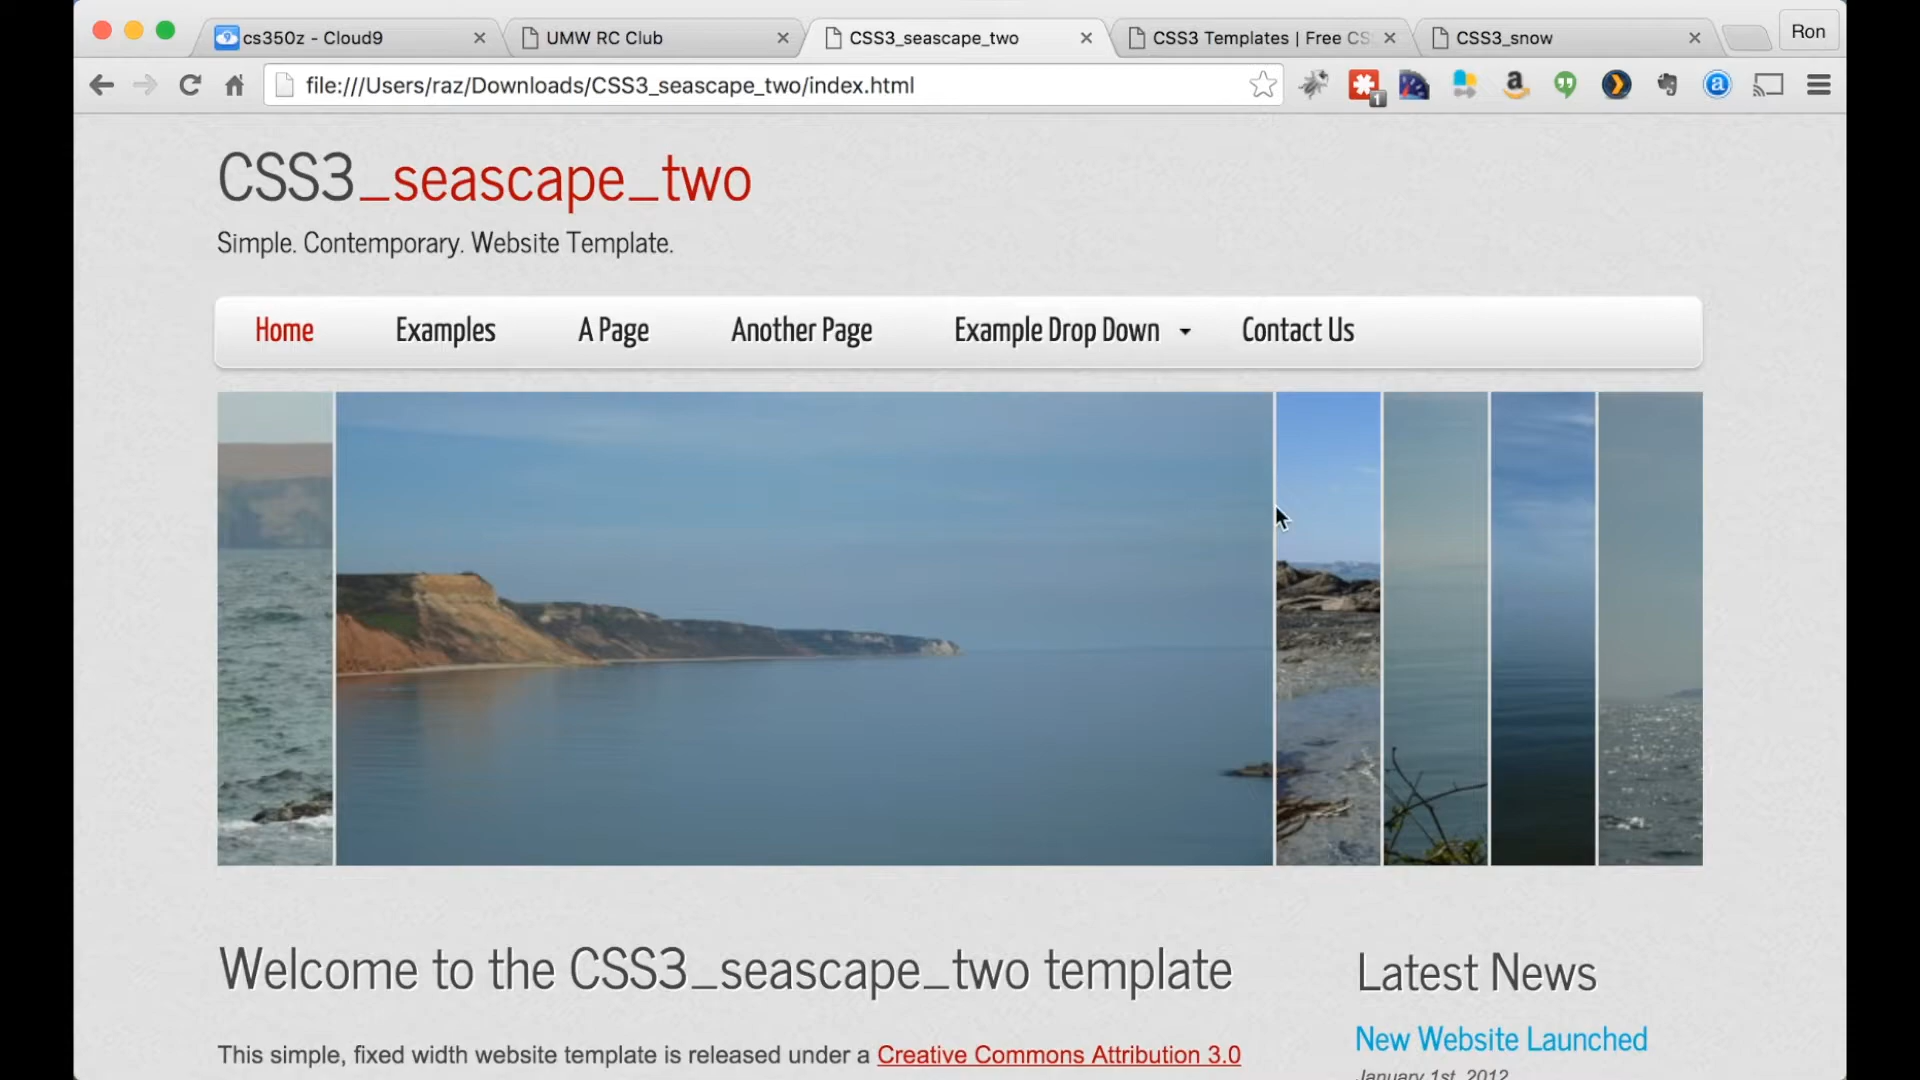 cs350z - Cloud9
UMW RC Club
CSS3_seascape_two
CSS3 Templates | Free CS
CSS3_snow
Ron
file:///Users/raz/Downloads/CSS3_seascape_two/index.html
1
CSS3_seascape_two
Simple. Contemporary. Website Template.
Home
Examples
A Page
Another Page
Example Drop Down
Contact Us
Welcome to the CSS3_seascape_two template
Latest News
New Website Launched
This simple, fixed width website template is released under a Creative Commons Attribution 3.0
January 1st, 2012